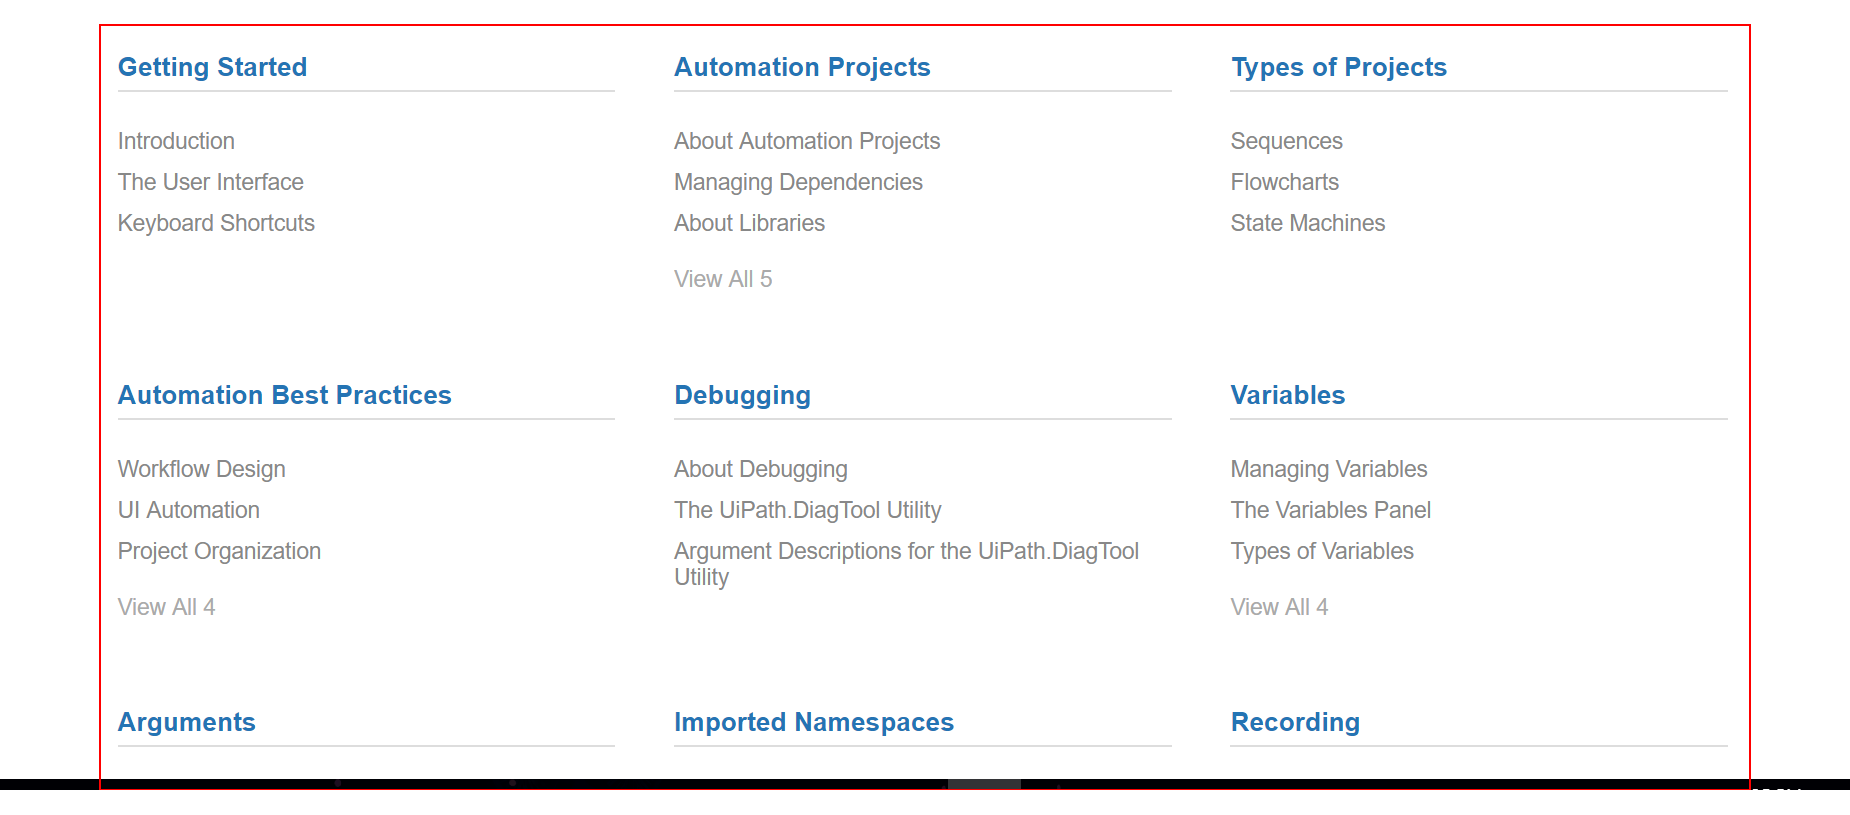 Getting Started
Automation Projects
Types of Projects
Introduction
The User Interface
Keyboard Shortcuts
About Automation Projects
Managing Dependencies
About Libraries
View All 5
Sequences
Flowcharts
State Machines
Automation Best Practices
Debugging
Variables
Workflow Design
UI Automation
Project Organization
View All 4
About Debugging
The UiPath.DiagTool Utility
Argument Descriptions for the UiPath.DiagTool
Utility
Managing Variables
The Variables Panel
Types of Variables
View All 4
Arguments
Imported Namespaces
Recording